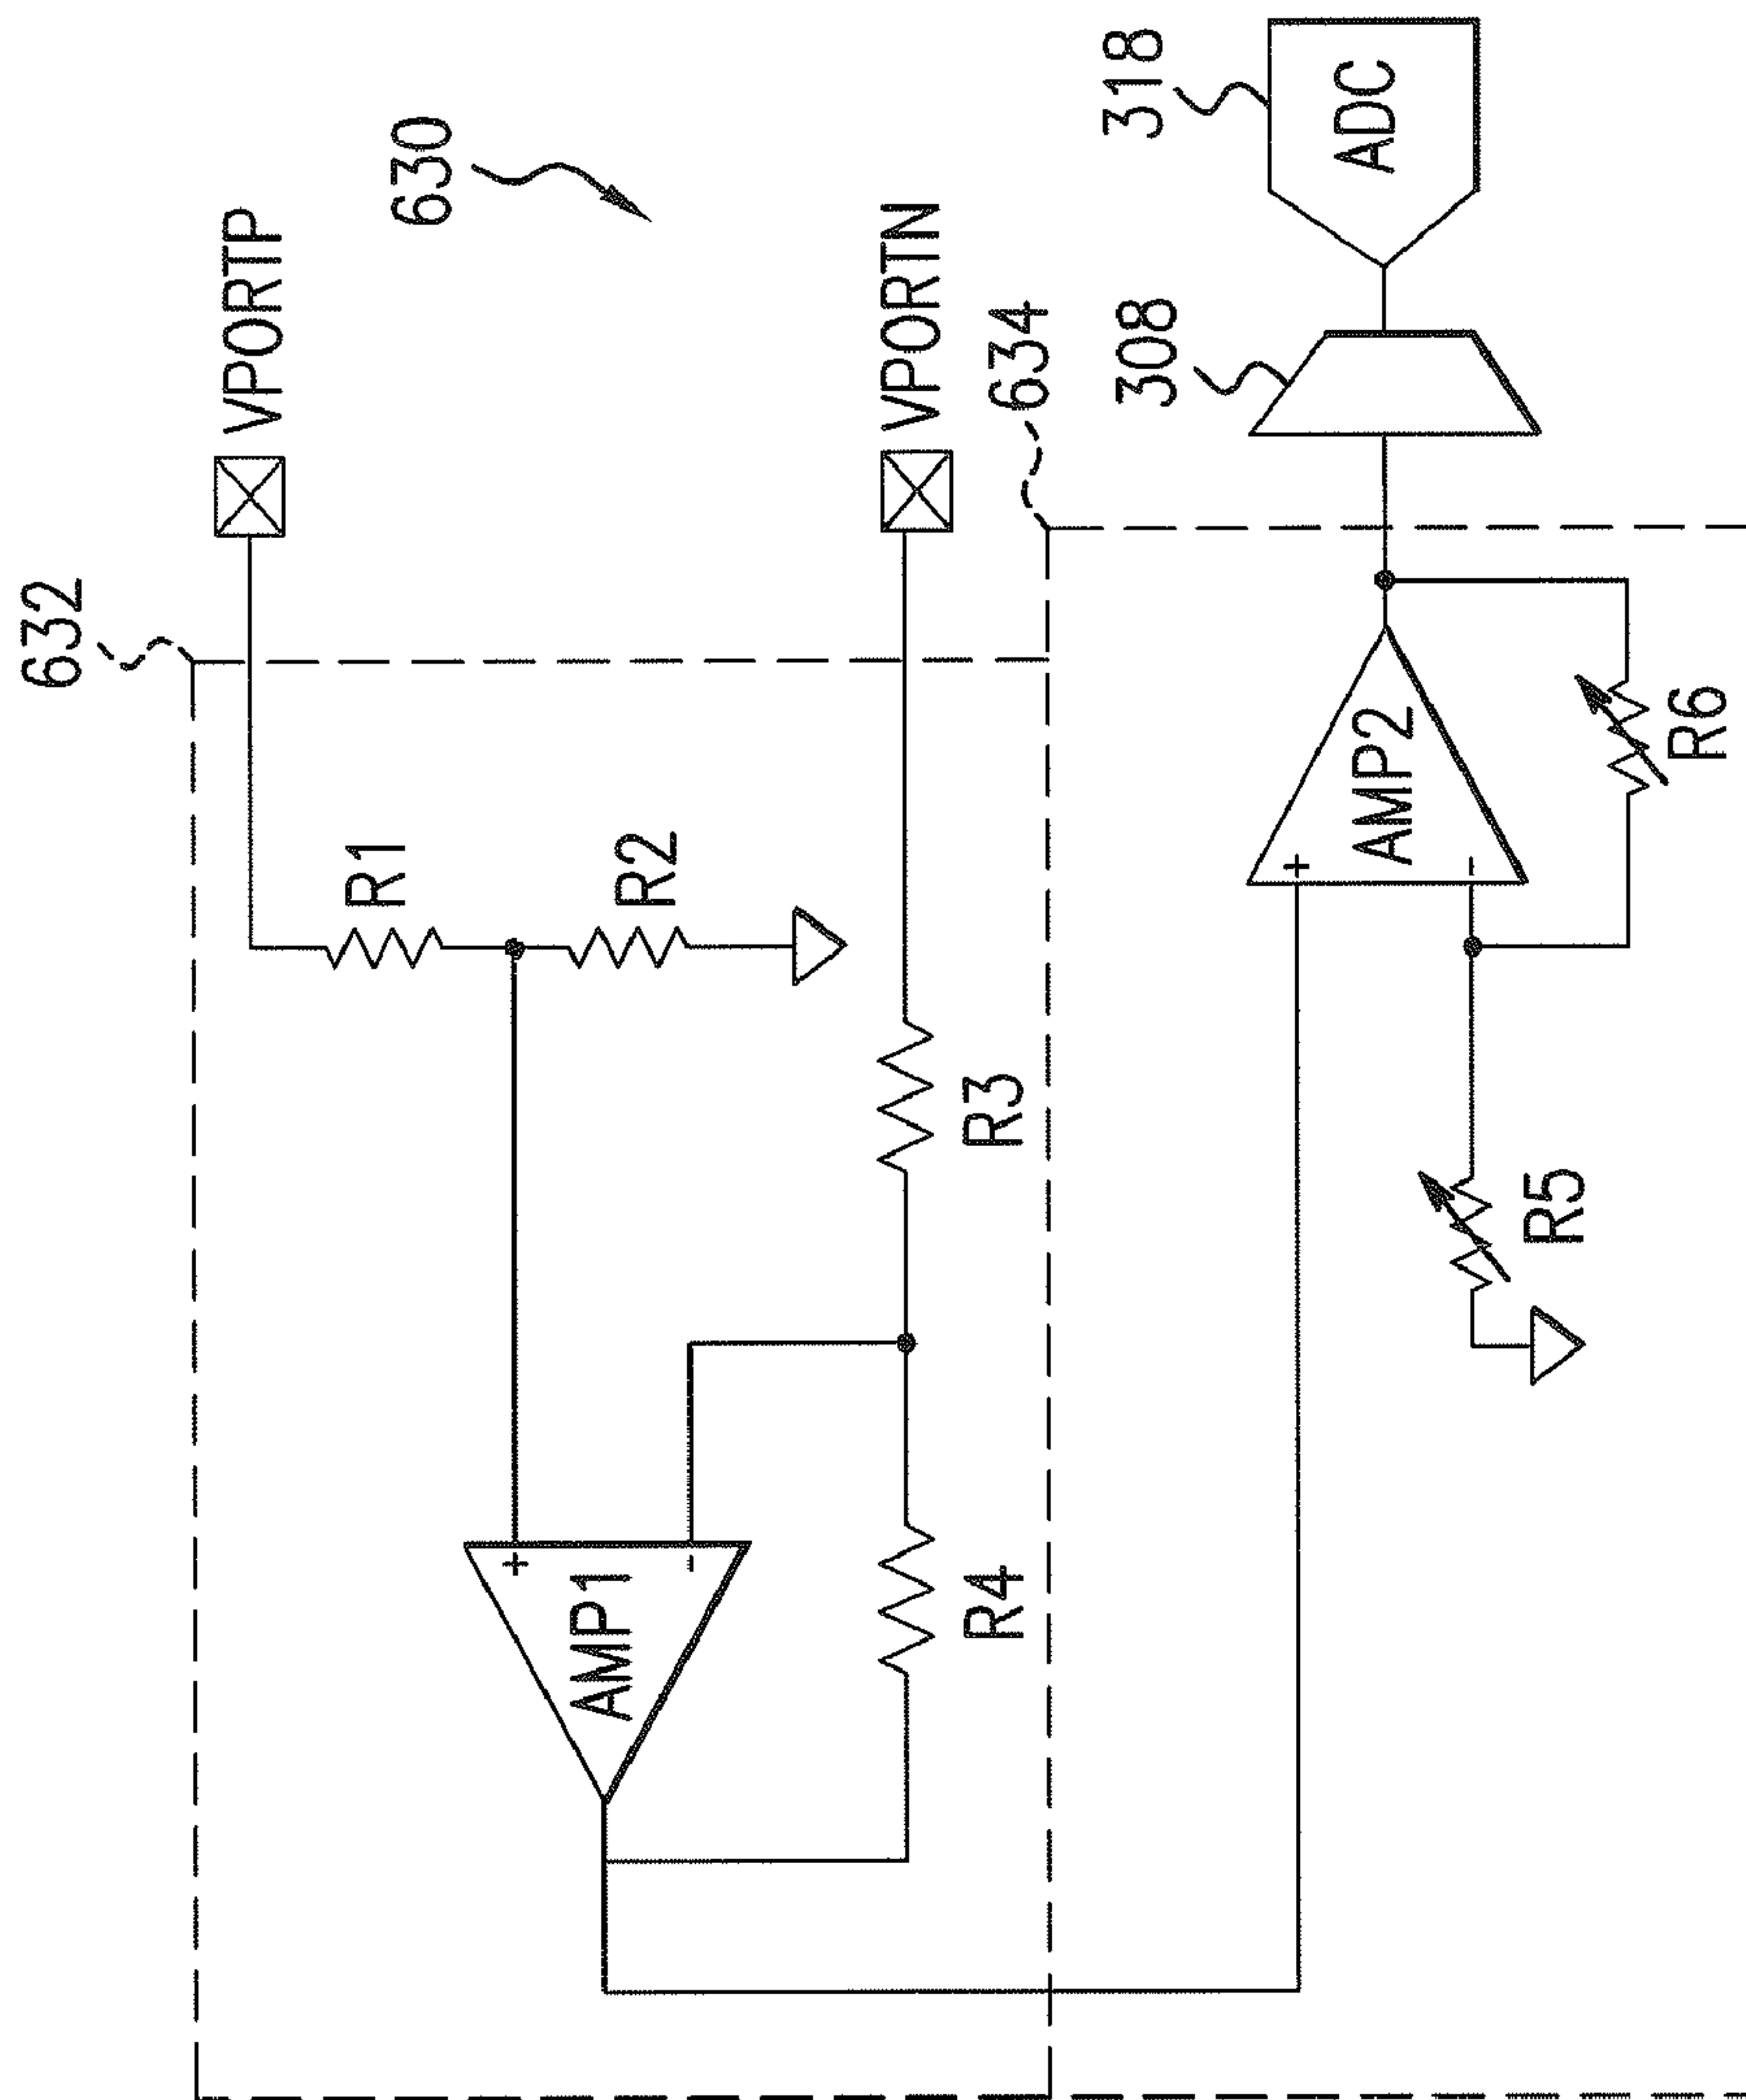 632
630
VPORTP
R1
R2
VPORTN
AMP1
+
-
R3
R4
634
308
318
ADC
AMP2
+
-
R5
R6